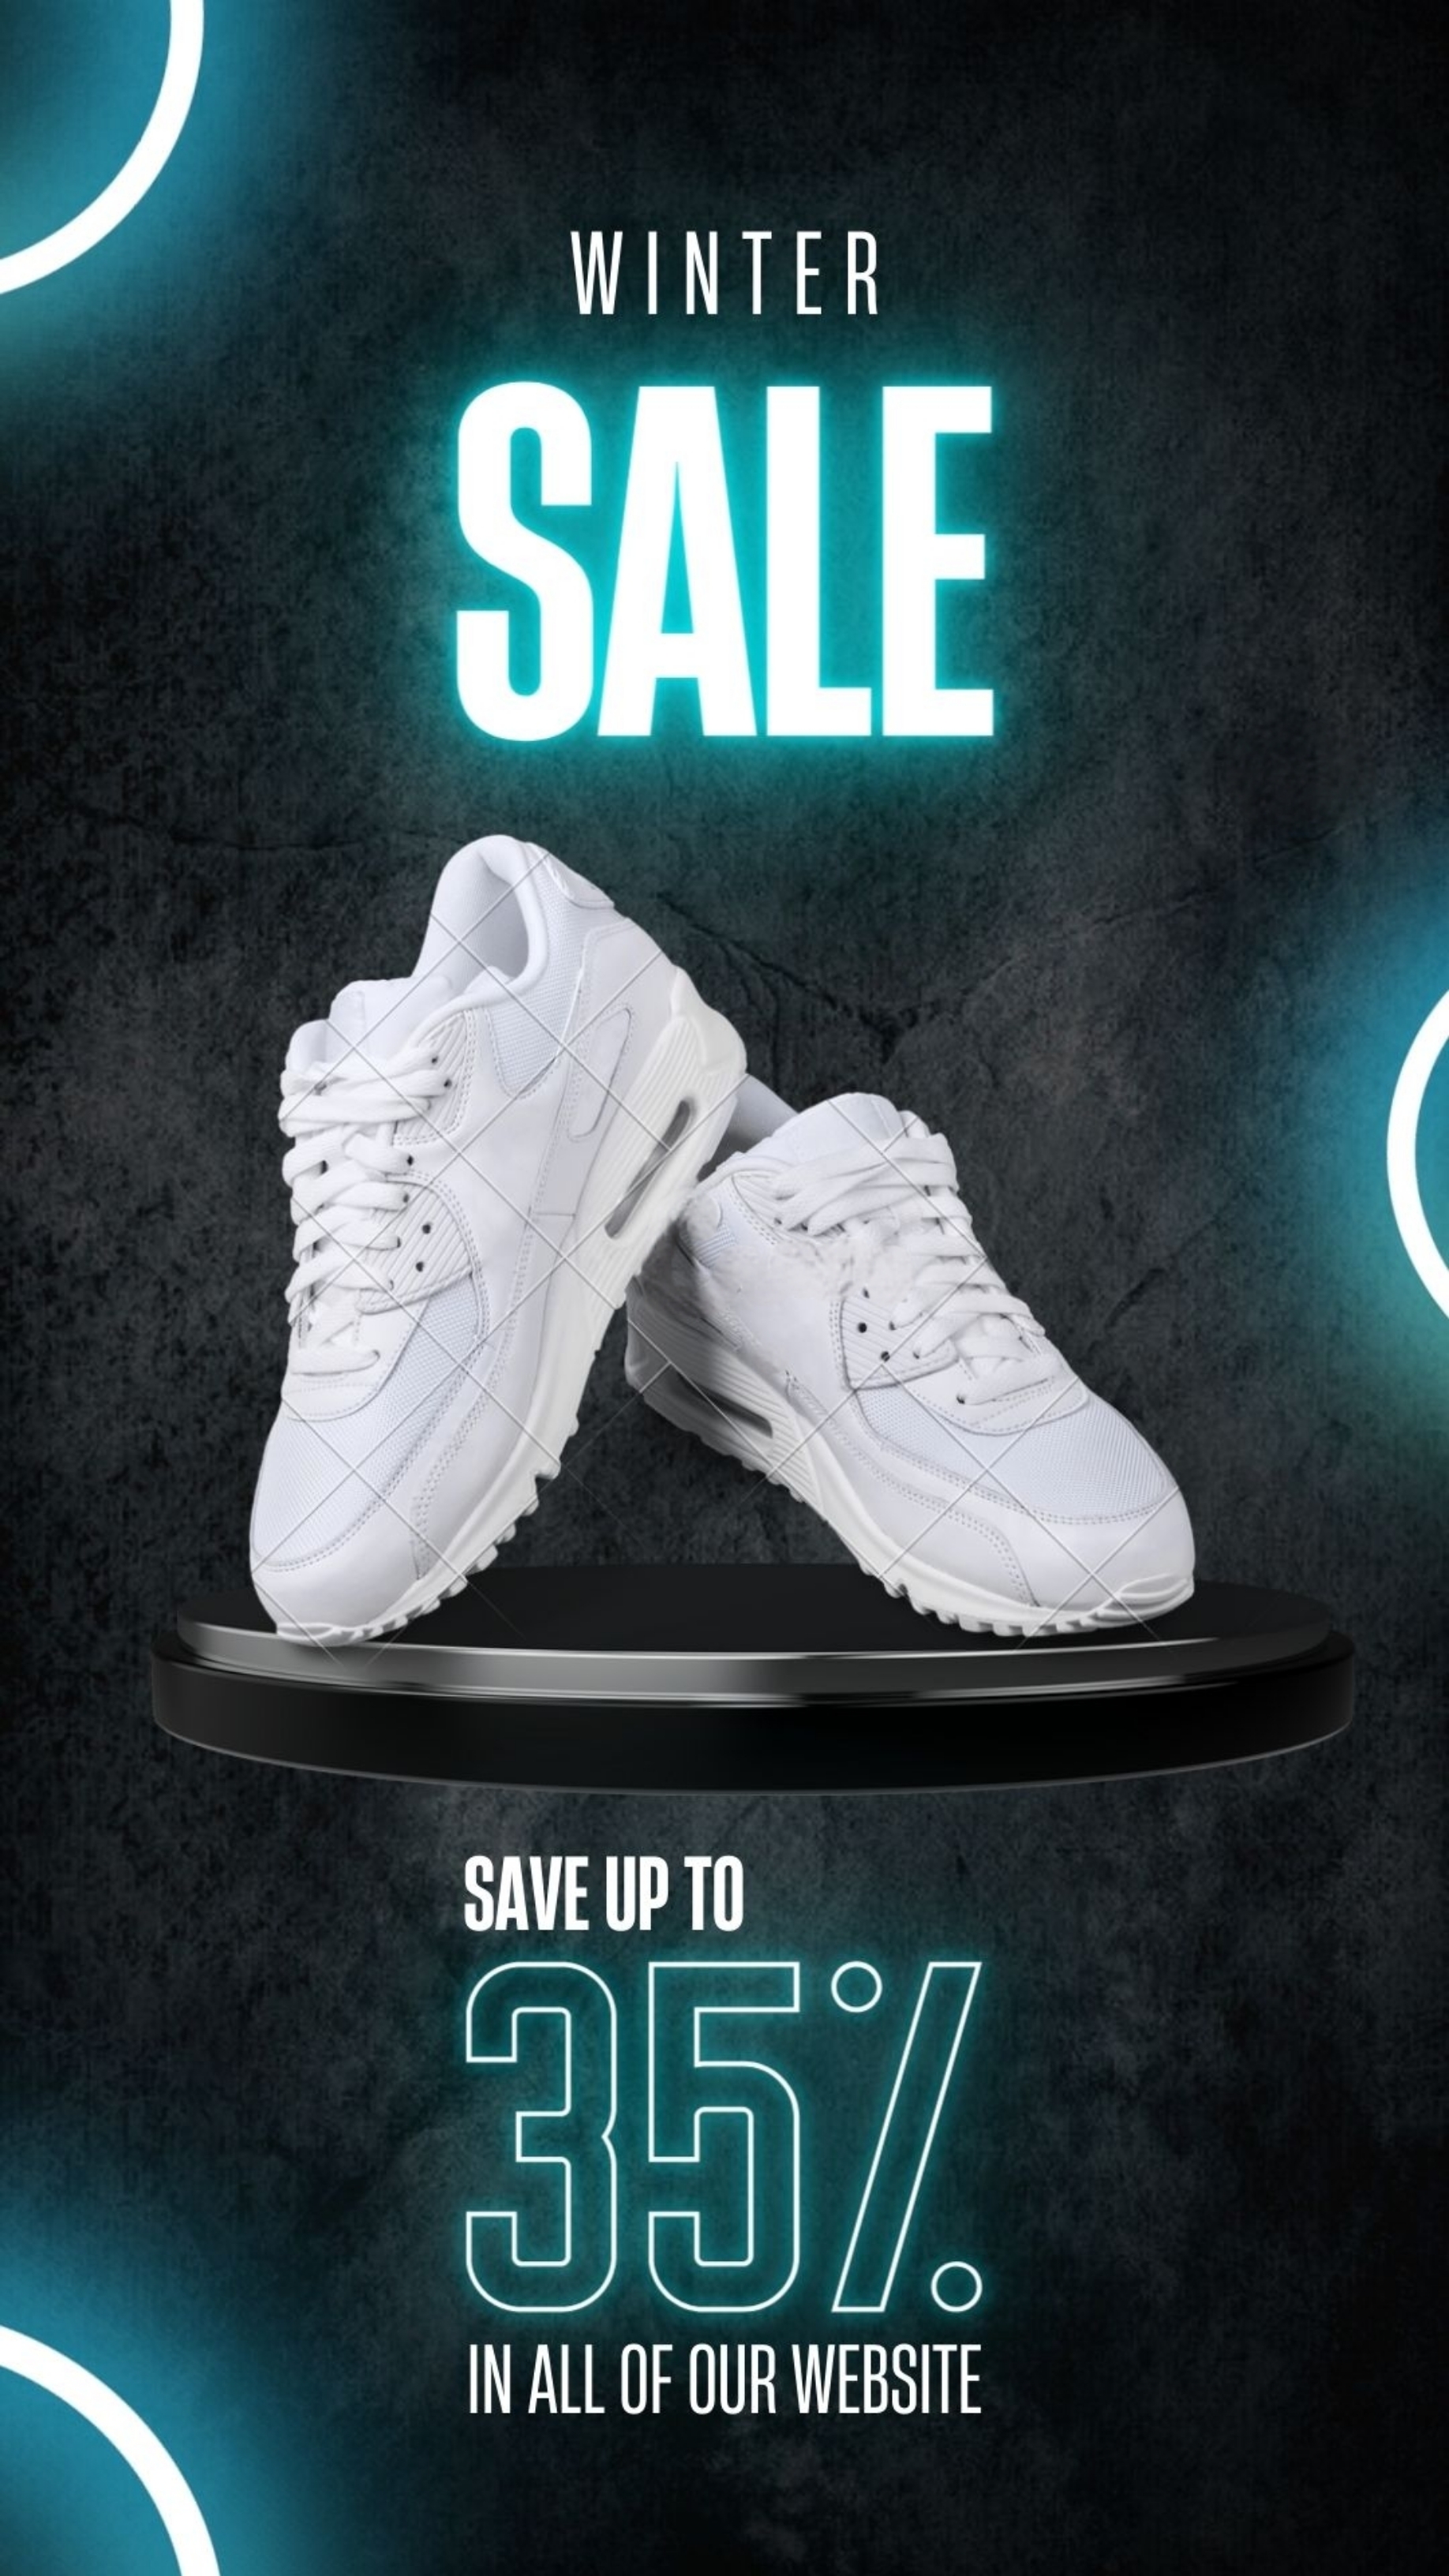 WINTER
SALE
SAVE UP TO
35%
IN ALL OF OUR WEBSITE